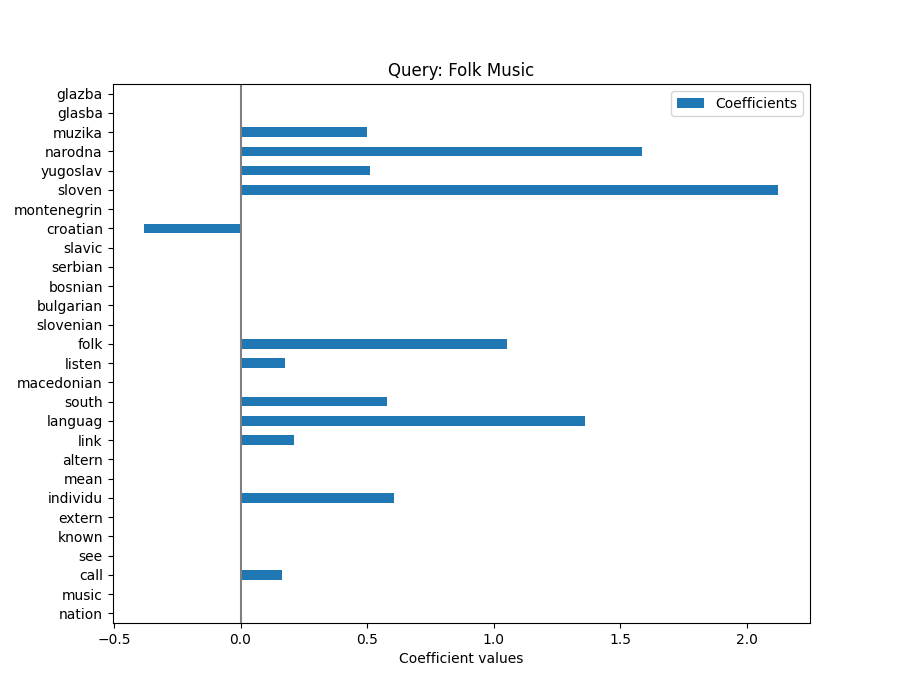 Query: Folk Music
Coefficients
glazba
glasba
muzika
narodna
yugoslav
sloven
montenegrin
croatian
slavic
serbian
bosnian
bulgarian
slovenian
folk
listen
macedonian
south
languag
link
altern
mean
individu
extern
known
see
call
music
nation
−0.5 0.0 0.5 1.0 1.5 2.0
Coefficient values